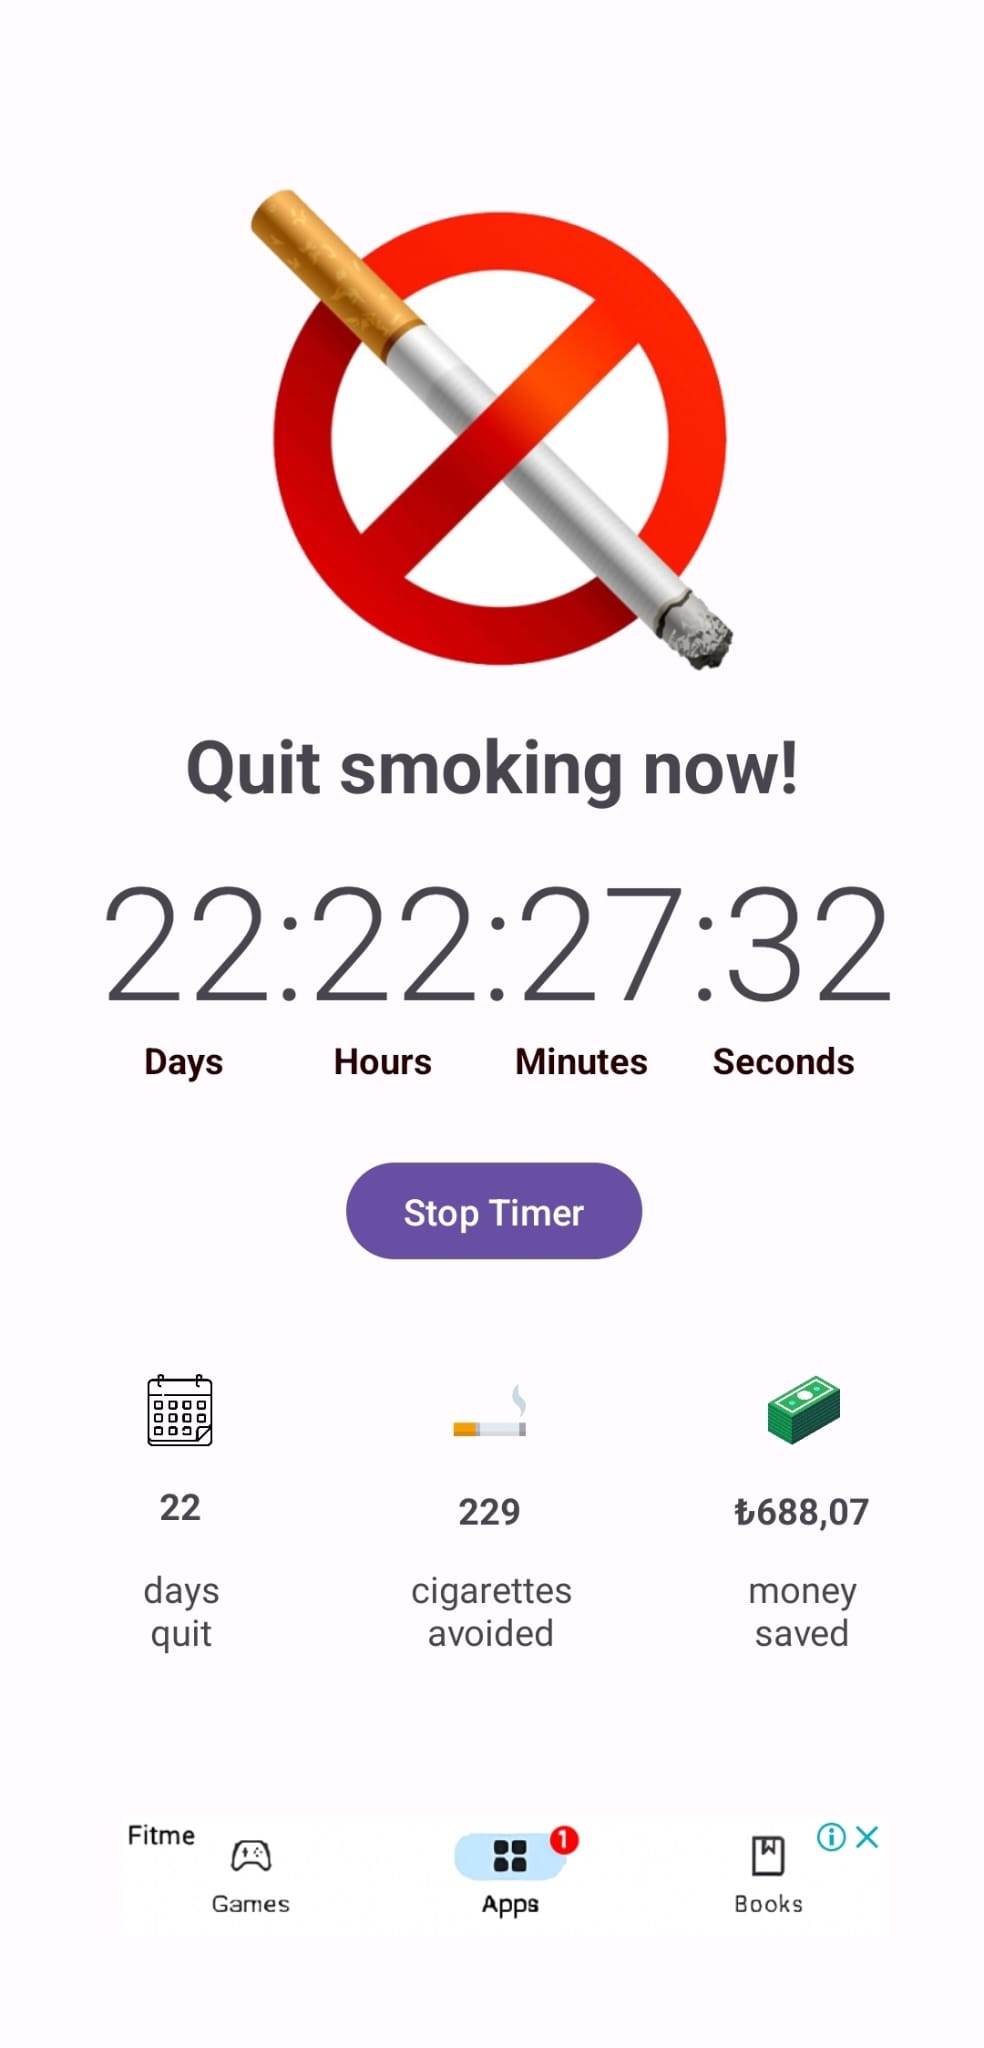 Quit smoking now!
22:22:27:32
Days Hours Minutes Seconds
Stop Timer
22 229 ₺688,07
days cigarettes money
quit avoided saved
Fitme
1
Games Apps Books